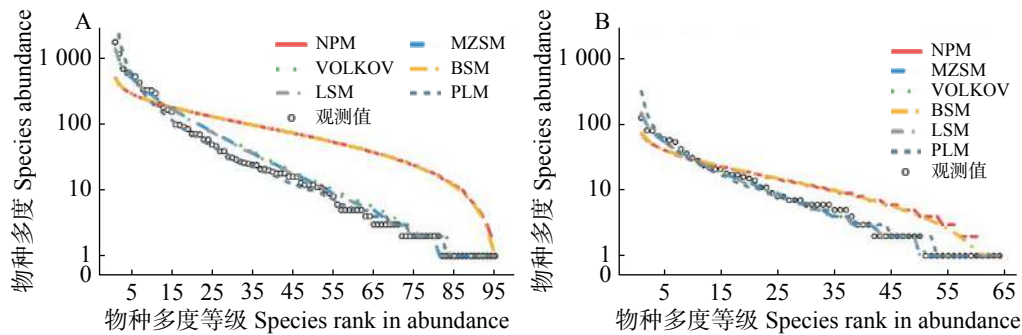 A
物种多度 Species abundance
1 000
100
10
1
0
NPM
MZSM
VOLKOV
BSM
LSM
PLM
观测值
5 15 25 35 45 55 65 75 85 95
物种多度等级 Species rank in abundance
B
物种多度 Species abundance
1 000
100
10
1
0
NPM
MZSM
VOLKOV
BSM
LSM
PLM
观测值
5 15 25 35 45 55 65
物种多度等级 Species rank in abundance